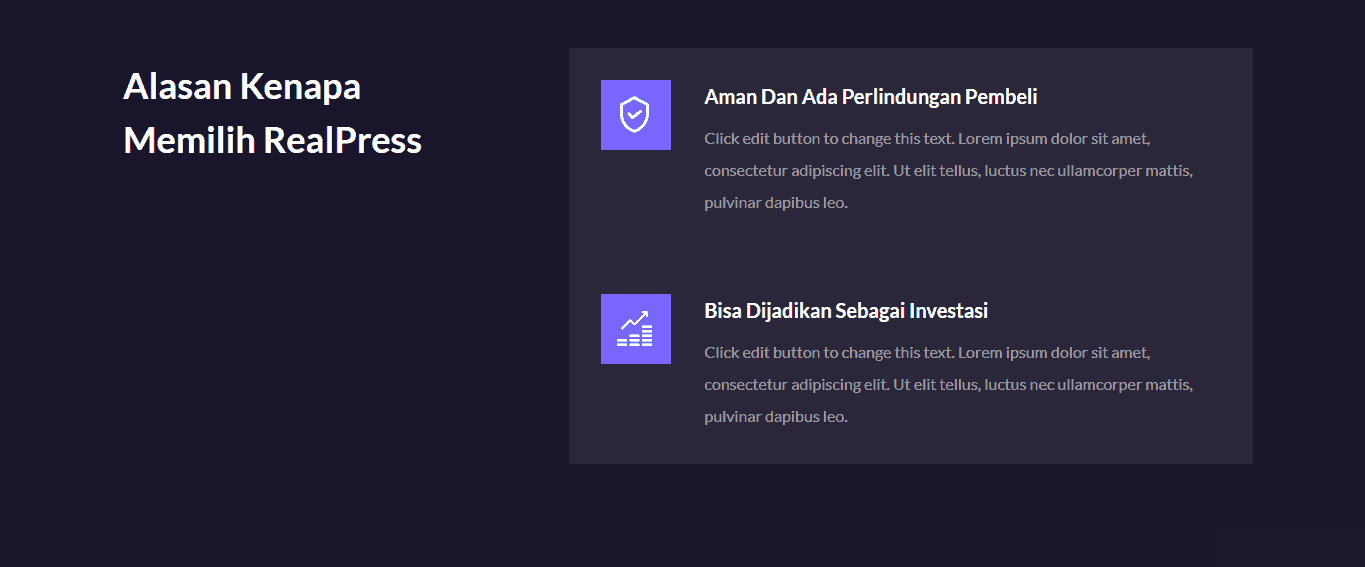 Alasan Kenapa
Memilih RealPress
Aman Dan Ada Perlindungan Pembeli
Click edit button to change this text. Lorem ipsum dolor sit amet,
consectetur adipiscing elit. Ut elit tellus, luctus nec ullamcorper mattis,
pulvinar dapibus leo.
Bisa Dijadikan Sebagai Investasi
Click edit button to change this text. Lorem ipsum dolor sit amet,
consectetur adipiscing elit. Ut elit tellus, luctus nec ullamcorper mattis,
pulvinar dapibus leo.